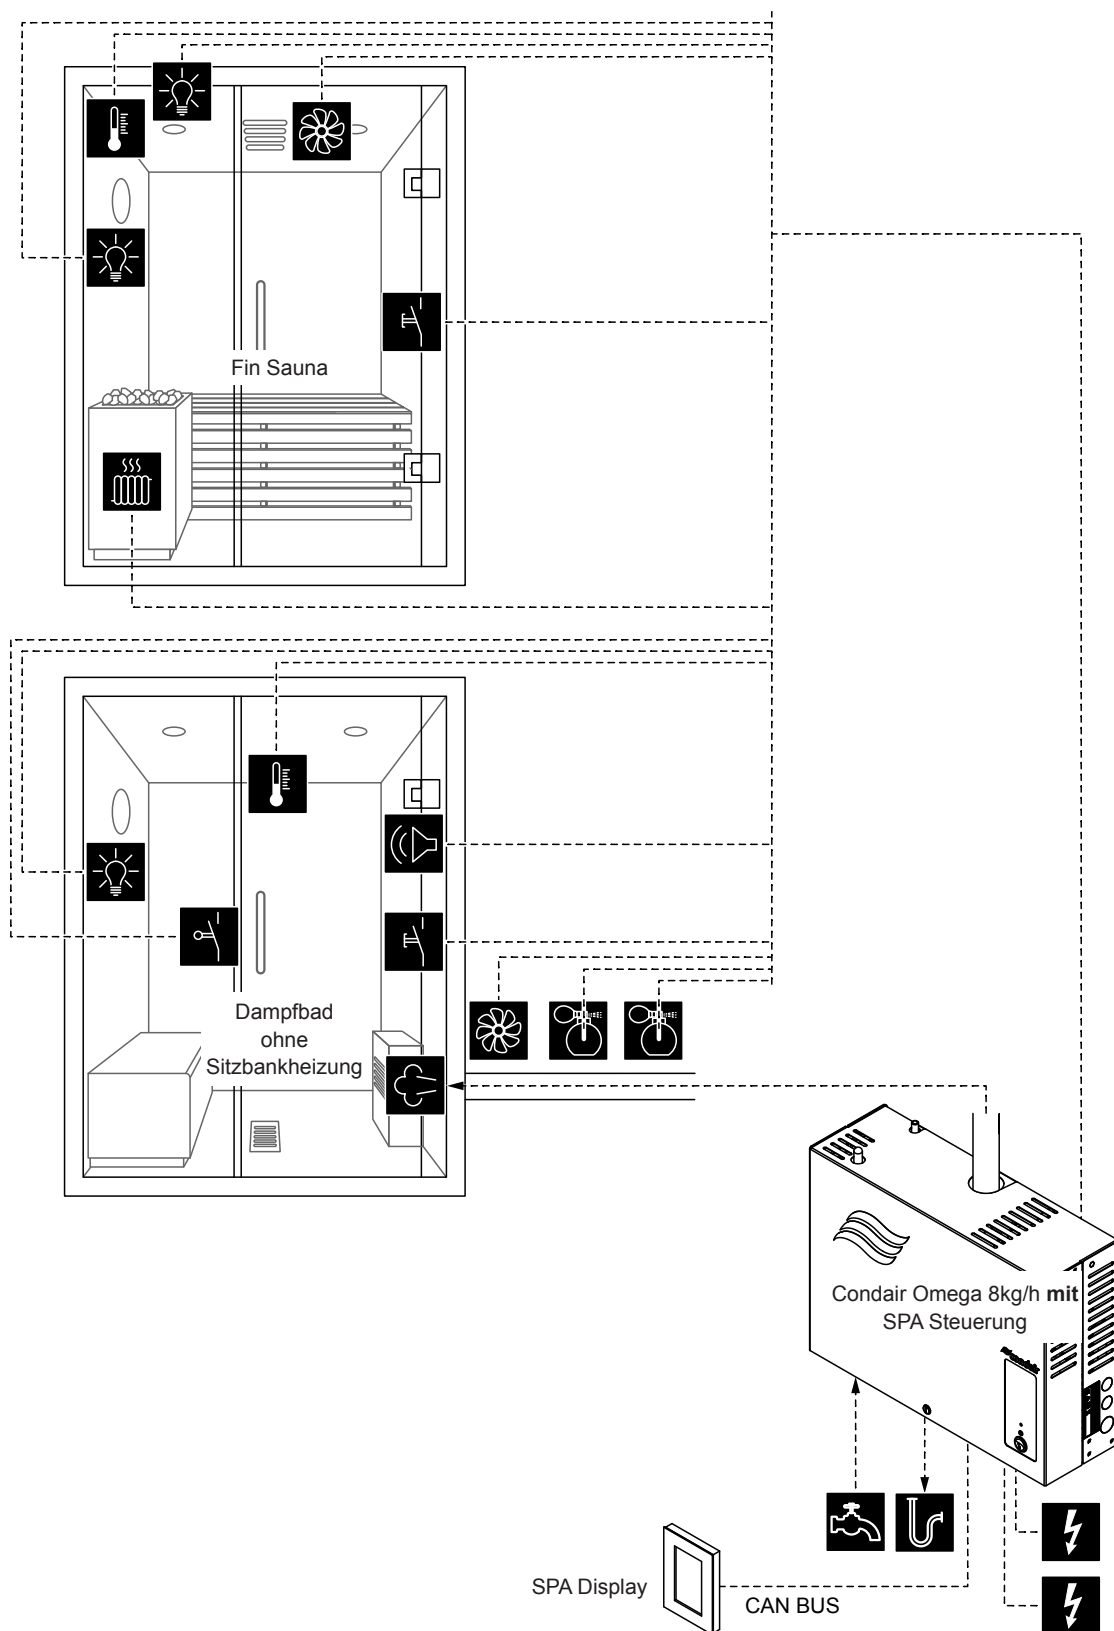 Fin Sauna
Dampfbad
ohne
Sitzbankheizung
Condair Omega 8kg/h mit
SPA Steuerung
SPA Display
CAN BUS